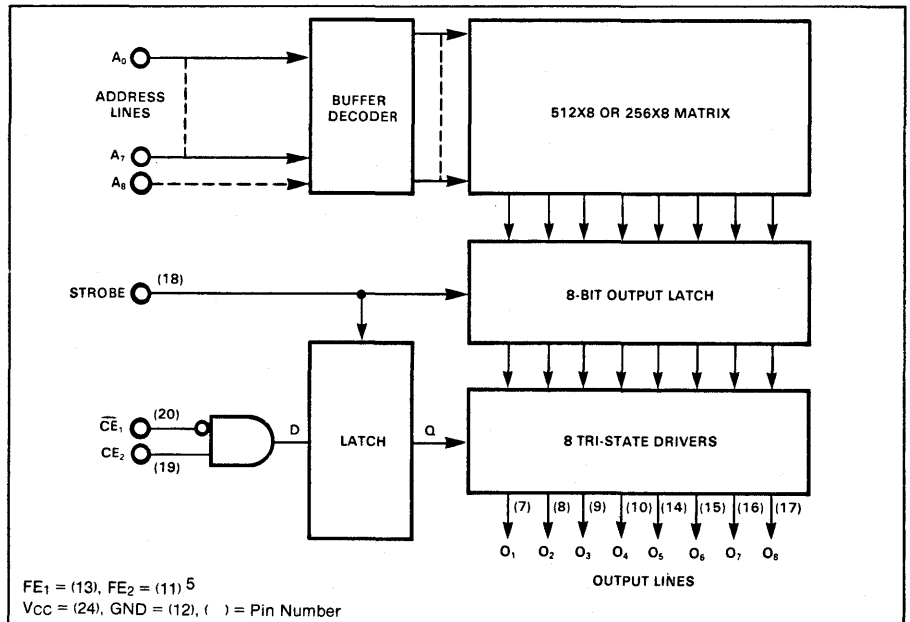 A₀
ADDRESS
LINES
A₇
A₈
BUFFER
DECODER
512X8 OR 256X8 MATRIX
STROBE
(18)
8-BIT OUTPUT LATCH
C̅E̅₁
(20)
CE₂
(19)
D
LATCH
Q
8 TRI-STATE DRIVERS
(7) (8) (9) (10) (14) (15) (16) (17)
O₁ O₂ O₃ O₄ O₅ O₆ O₇ O₈
OUTPUT LINES
FE₁ = (13), FE₂ = (11) 5
VCC = (24), GND = (12), ( ) = Pin Number